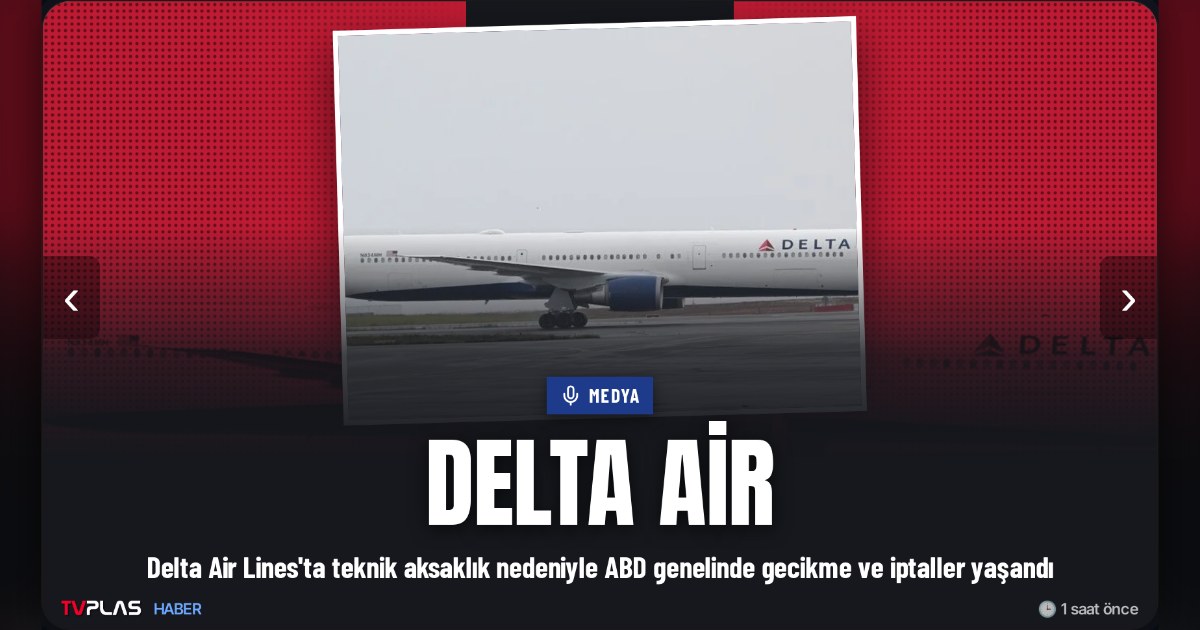 DELTA
DELTA
MEDYA
DELTA AİR
Delta Air Lines'ta teknik aksaklık nedeniyle ABD genelinde gecikme ve iptaller yaşandı
TVPLAS HABER
1 saat önce